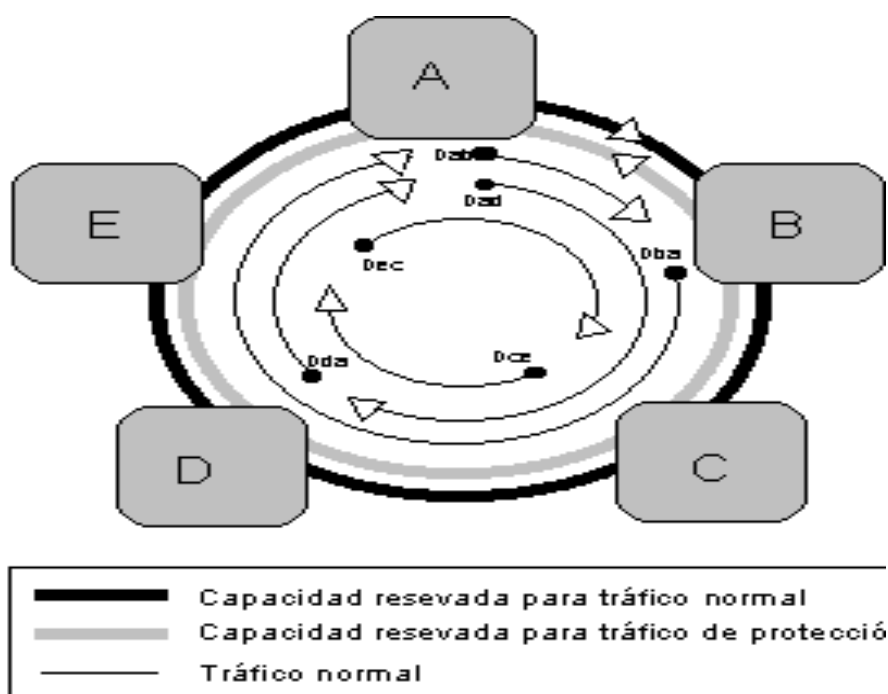 A
Dab
Dad
E
B
Dba
Dec
Dda
Dce
D
C
Capacidad resevada para tráfico normal
Capacidad resevada para tráfico de protecció
Tráfico normal